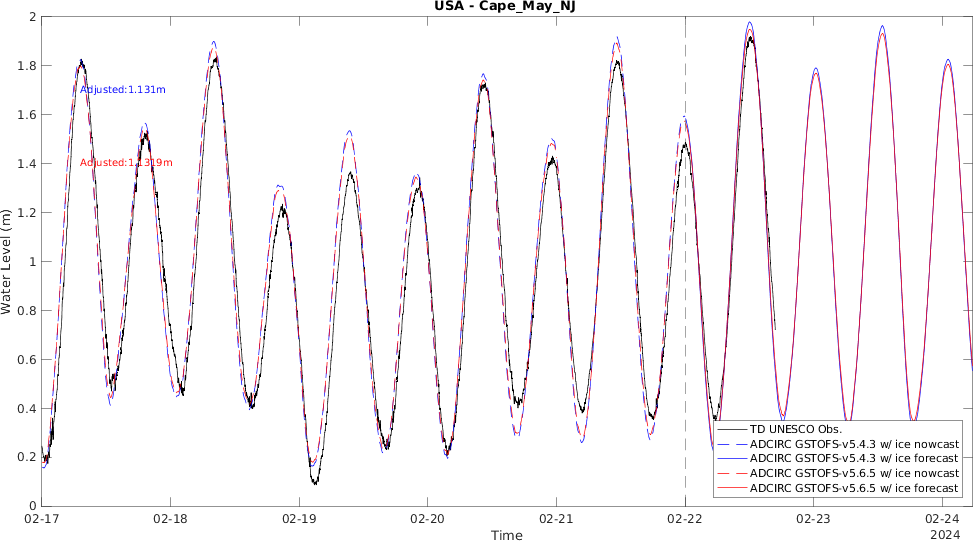 USA - Cape_May_NJ
2
1.8
1.6
1.4
1.2
1
0.8
0.6
0.4
0.2
0
Water Level (m)
Adjusted:1.131m
Adjusted:1.1319m
TD UNESCO Obs.
ADCIRC GSTOFS-v5.4.3 w/ ice nowcast
ADCIRC GSTOFS-v5.4.3 w/ ice forecast
ADCIRC GSTOFS-v5.6.5 w/ ice nowcast
ADCIRC GSTOFS-v5.6.5 w/ ice forecast
02-17 02-18 02-19 02-20 02-21 02-22 02-23 02-24
Time
2024